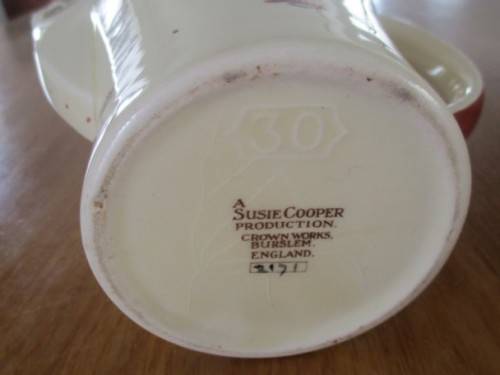 30
A
SUSIE COOPER
PRODUCTION.
CROWN WORKS,
BURSLEM.
ENGLAND.